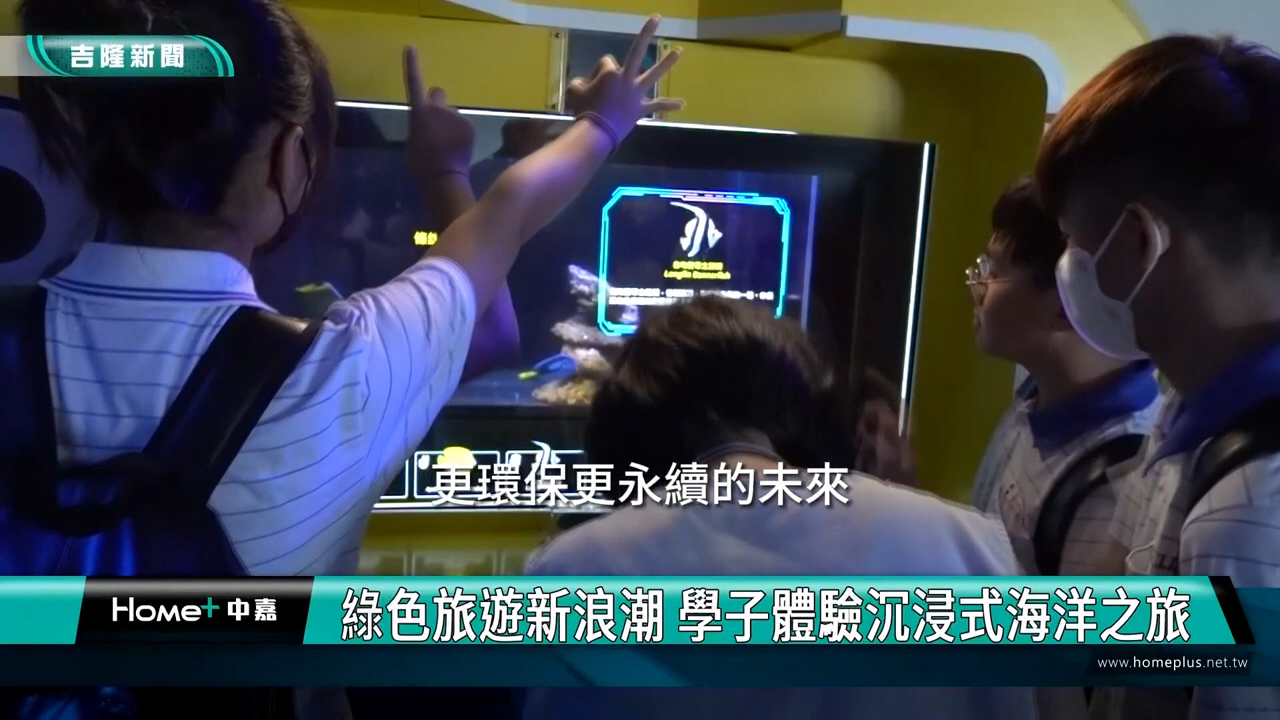 吉隆新聞
Longfin Bannerfish
更環保更永續的未來
Home+ 中嘉
綠色旅遊新浪潮 學子體驗沉浸式海洋之旅
www.homeplus.net.tw